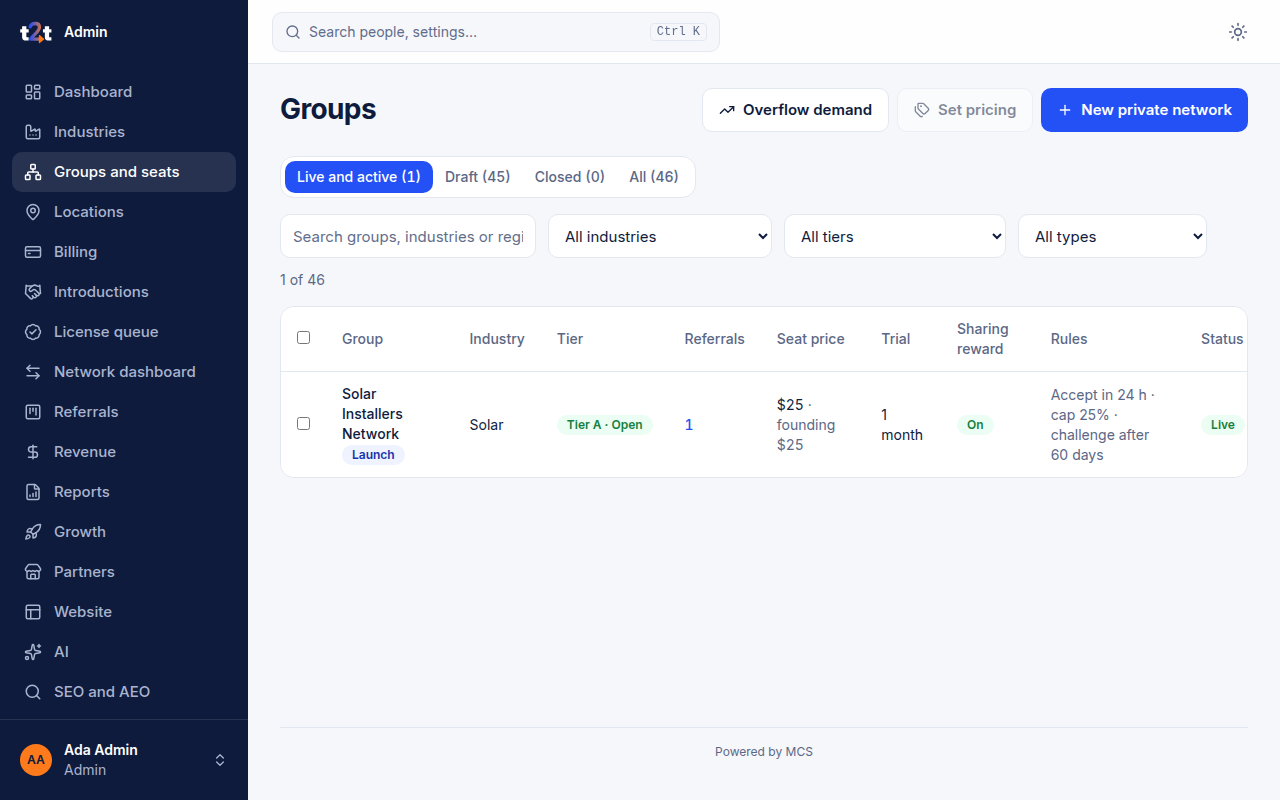 t2t Admin
Search people, settings... Ctrl K
Dashboard
Industries
Groups and seats
Locations
Billing
Introductions
License queue
Network dashboard
Referrals
Revenue
Reports
Growth
Partners
Website
AI
SEO and AEO
AA Ada Admin
Admin
Groups
Overflow demand Set pricing New private network
Live and active (1) Draft (45) Closed (0) All (46)
Search groups, industries or regi All industries All tiers All types
1 of 46
Group Industry Tier Referrals Seat price Trial Sharing reward Rules Status
Solar Installers Network Launch Solar Tier A · Open 1 $25 · founding $25 1 month On Accept in 24 h · cap 25% · challenge after 60 days Live
Powered by MCS